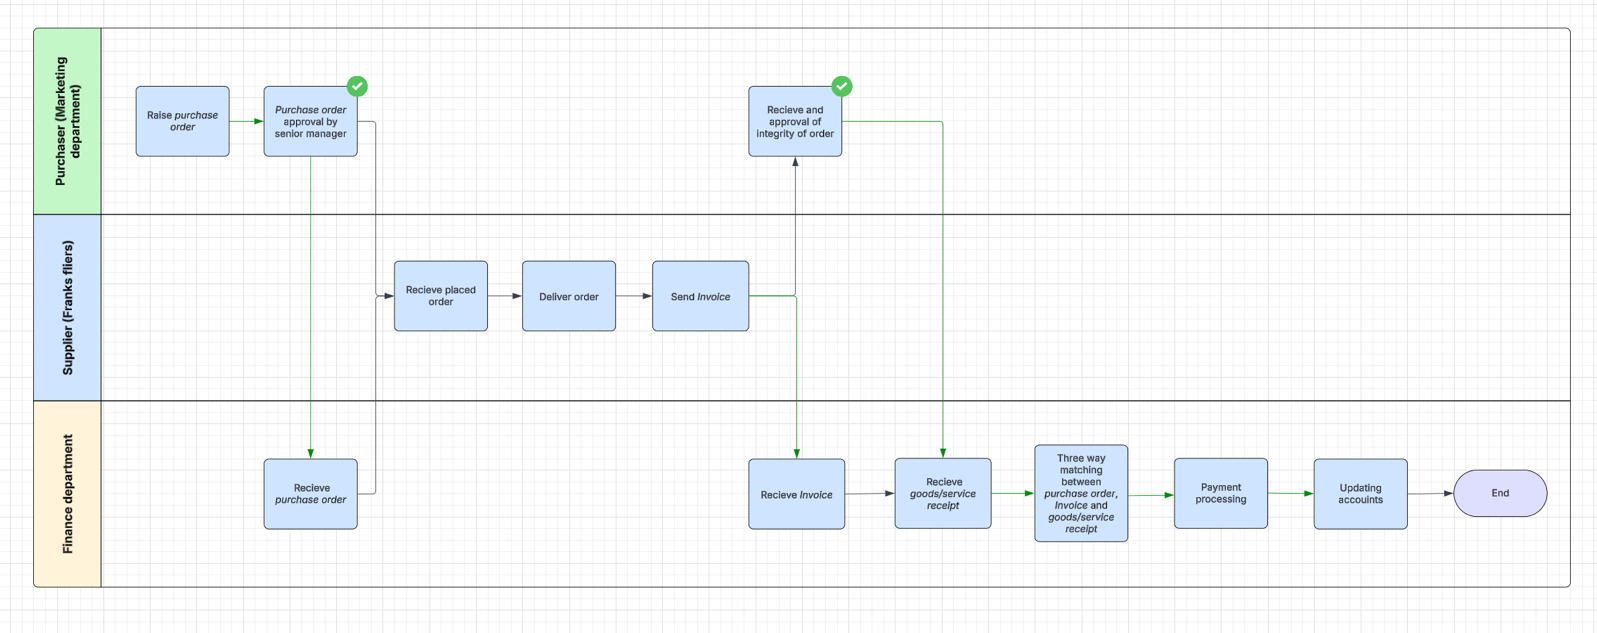 Purchaser (Marketing
department)
Raise purchase
order
Purchase order
approval by
senior manager
Recieve and
approval of
integrity of order
Supplier (Franks fliers)
Recieve placed
order
Deliver order
Send Invoice
Finance department
Recieve
purchase order
Recieve Invoice
Recieve
goods/service
receipt
Three way
matching
between
purchase order,
Invoice and
goods/service
receipt
Payment
processing
Updating
accouints
End